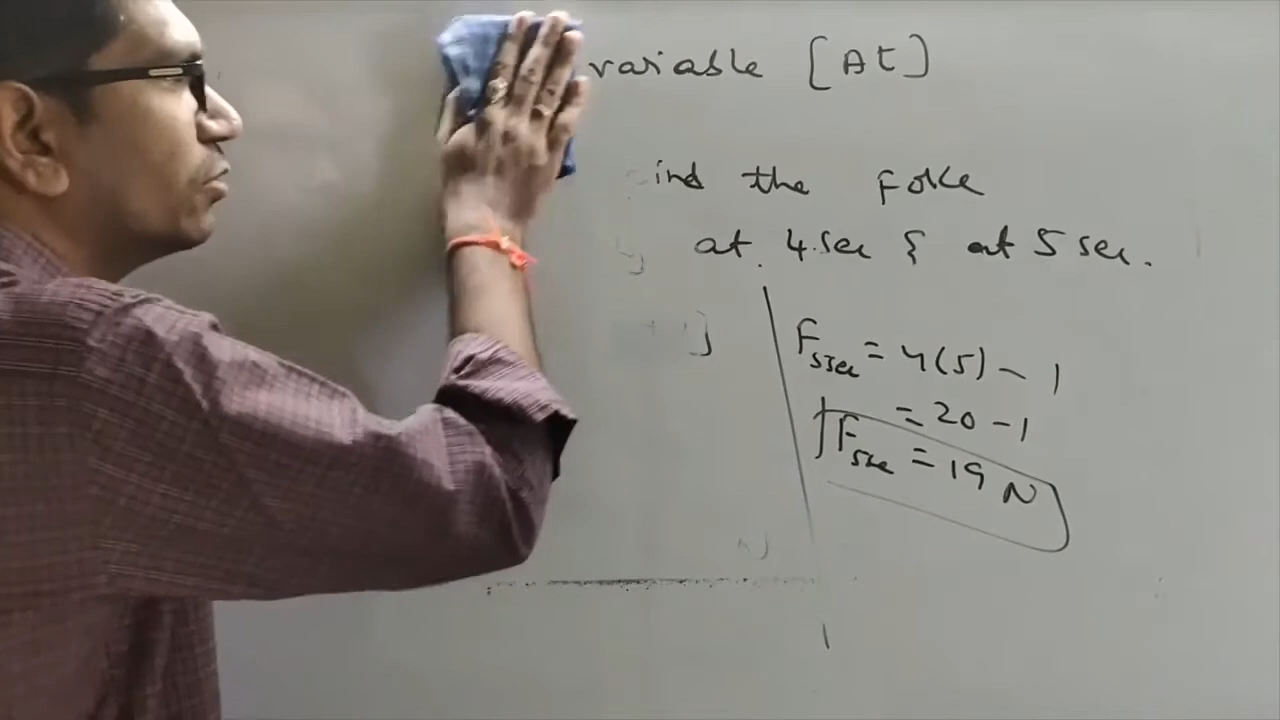 variable [At]
ind the Force
at 4 sec & at 5 sec.
F5sec = 4(5) - 1
= 20 - 1
F5sec = 19 N